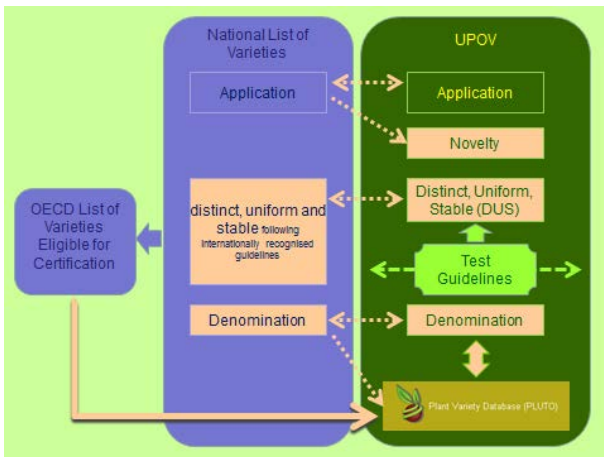 National List of
Varieties
UPOV
Application
Application
Novelty
OECD List of
Varieties
Eligible for
Certification
distinct, uniform and
stable following
Internationally recognised
guidelines
Distinct, Uniform,
Stable (DUS)
Test
Guidelines
Denomination
Denomination
Plant Variety Database (PLUTO)